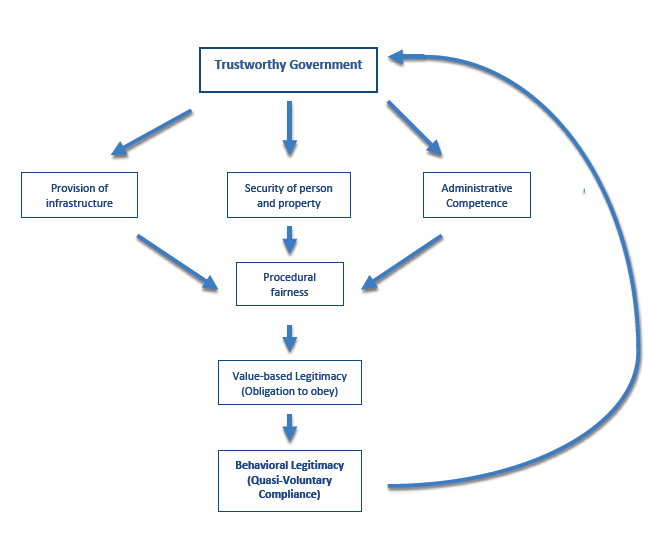 Trustworthy Government
Provision of
infrastructure
Security of person
and property
Administrative
Competence
Procedural
fairness
Value-based Legitimacy
(Obligation to obey)
Behavioral Legitimacy
(Quasi-Voluntary
Compliance)